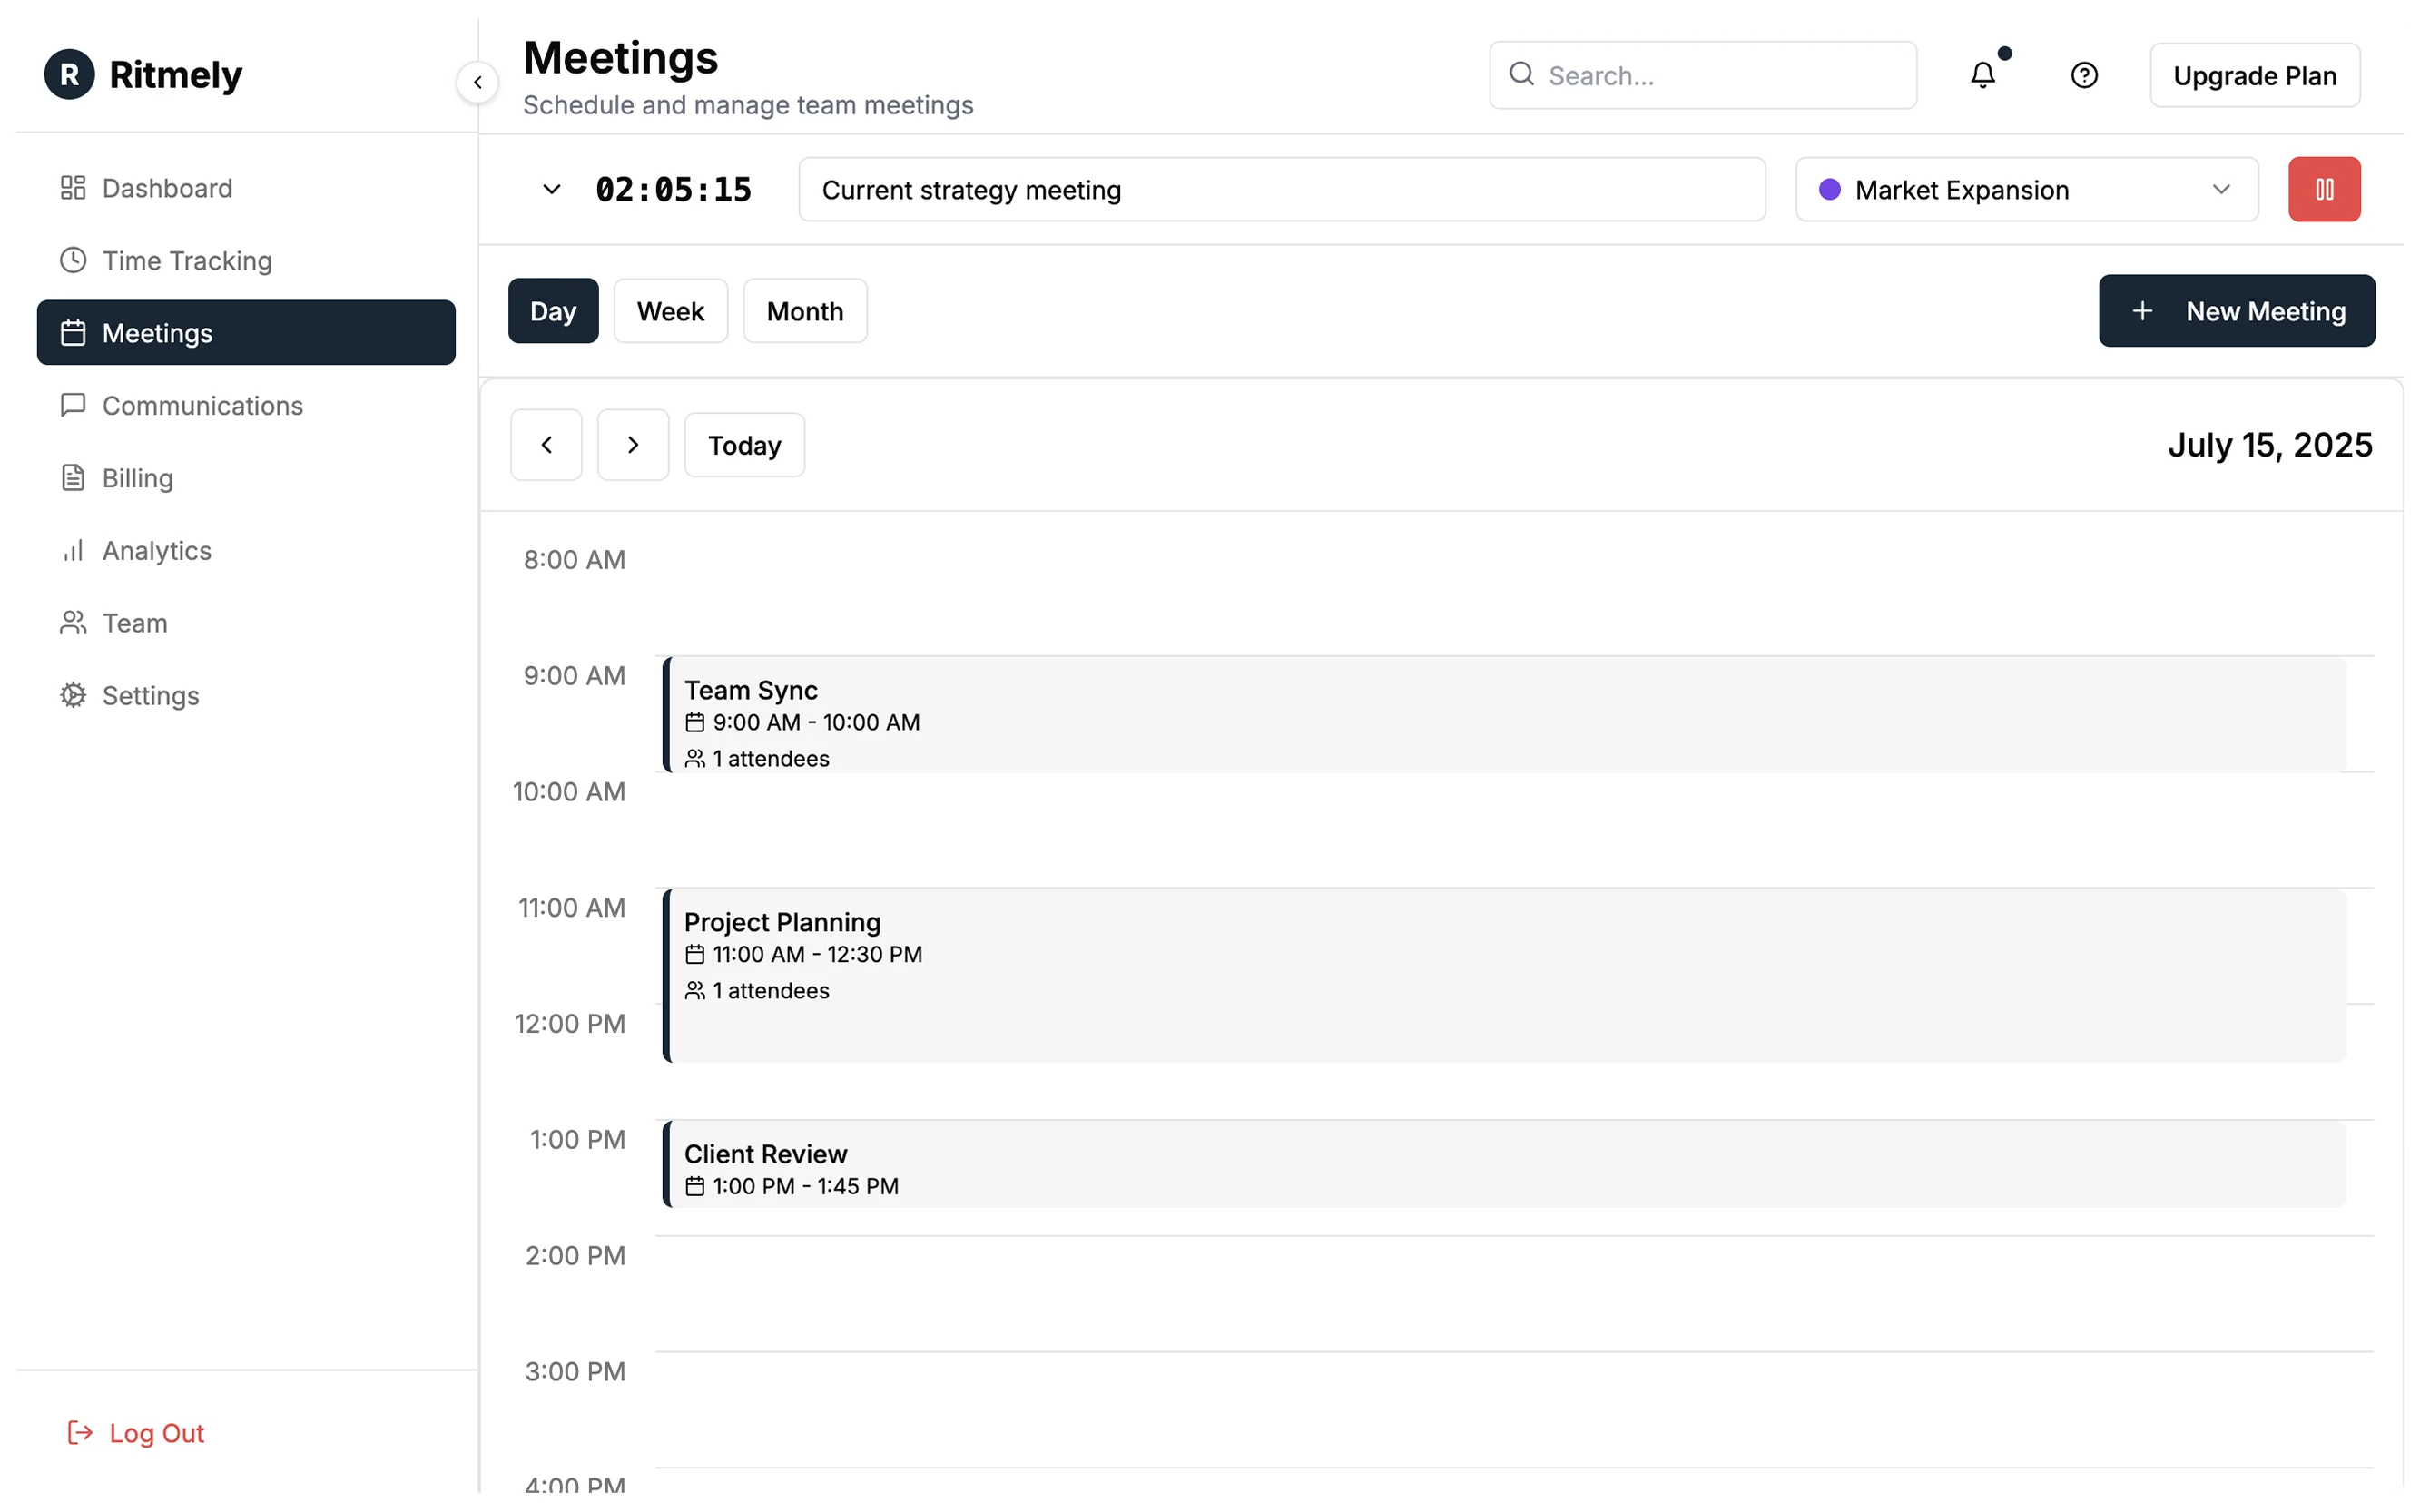 R Ritmely
Dashboard
Time Tracking
Meetings
Communications
Billing
Analytics
Team
Settings
Log Out
Meetings
Schedule and manage team meetings
Search...
Upgrade Plan
02:05:15
Current strategy meeting
Market Expansion
Day
Week
Month
New Meeting
Today
July 15, 2025
8:00 AM
9:00 AM
Team Sync
9:00 AM - 10:00 AM
1 attendees
10:00 AM
11:00 AM
Project Planning
11:00 AM - 12:30 PM
1 attendees
12:00 PM
1:00 PM
Client Review
1:00 PM - 1:45 PM
2:00 PM
3:00 PM
4:00 PM